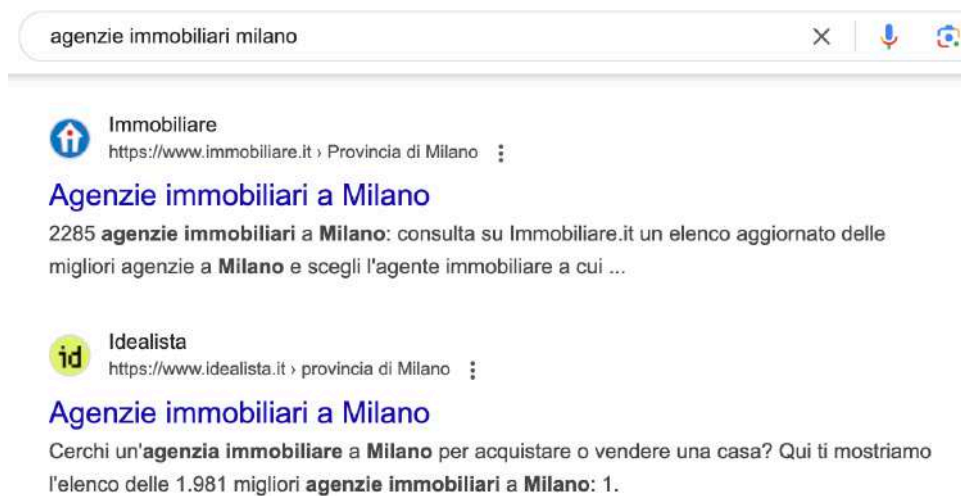 agenzie immobiliari milano
Immobiliare
https://www.immobiliare.it › Provincia di Milano
Agenzie immobiliari a Milano
2285 agenzie immobiliari a Milano: consulta su Immobiliare.it un elenco aggiornato delle
migliori agenzie a Milano e scegli l'agente immobiliare a cui ...
id
Idealista
https://www.idealista.it › provincia di Milano
Agenzie immobiliari a Milano
Cerchi un'agenzia immobiliare a Milano per acquistare o vendere una casa? Qui ti mostriamo
l'elenco delle 1.981 migliori agenzie immobiliari a Milano: 1.